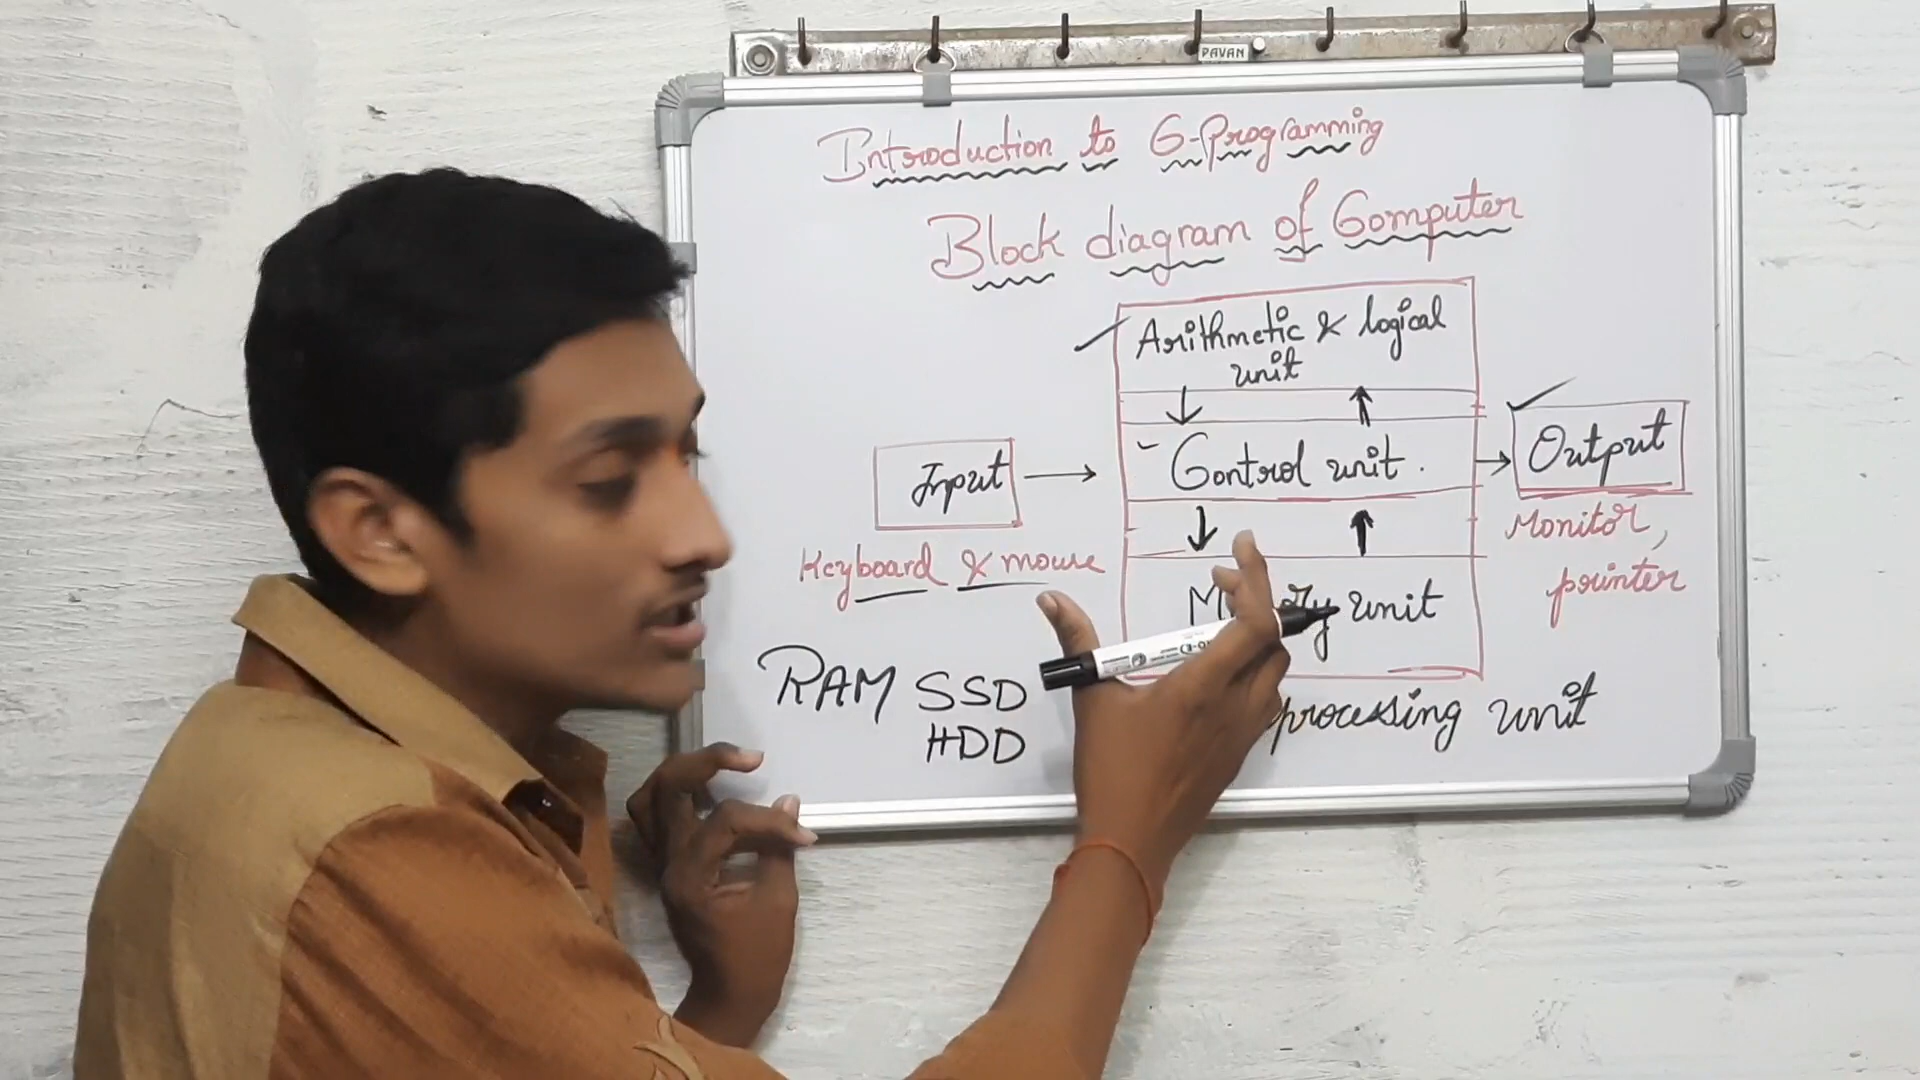 PAVAN
Introduction to C-Programming
Block diagram of Computer
Arithmetic & logical
unit
Control unit.
Input
Output
Keyboard & mouse
Monitor,
printer
unit
RAM SSD
HDD
processing unit